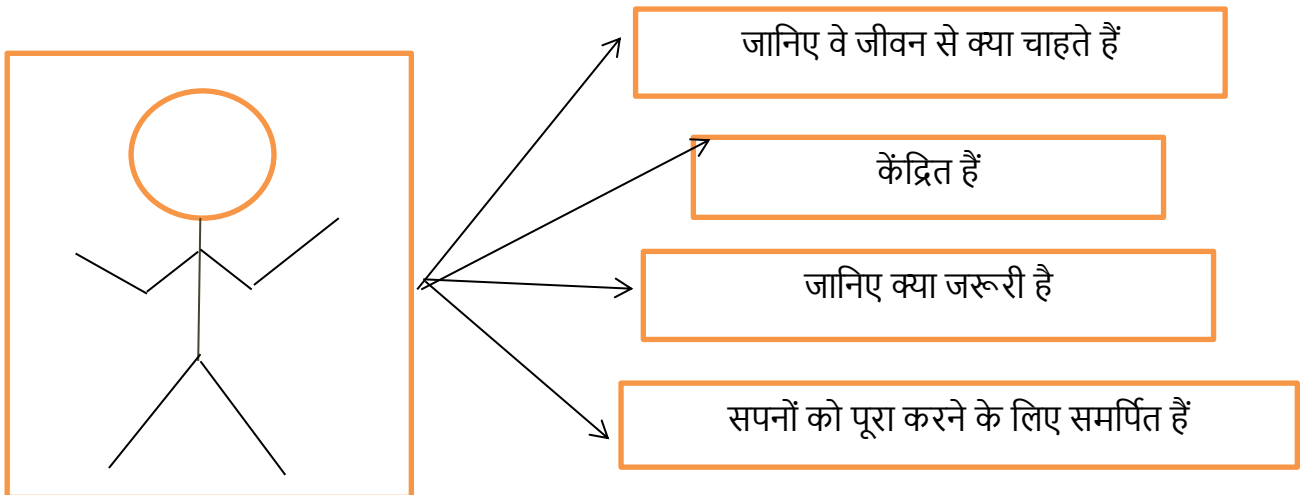 जानिए वे जीवन से क्या चाहते हैं
केंद्रित हैं
जानिए क्या जरूरी है
सपनों को पूरा करने के लिए समर्पित हैं